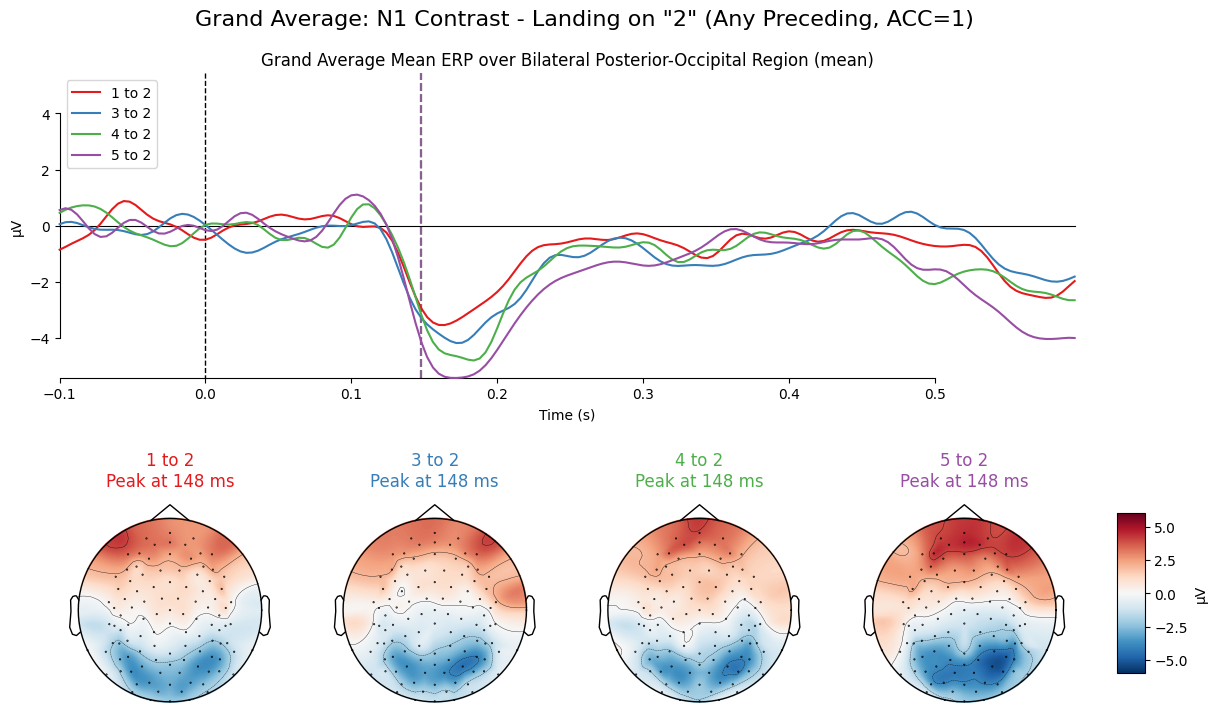 Grand Average: N1 Contrast - Landing on "2" (Any Preceding, ACC=1)
Grand Average Mean ERP over Bilateral Posterior-Occipital Region (mean)
1 to 2
3 to 2
4 to 2
5 to 2
4
2
0
−2
−4
µV
−0.1
0.0
0.1
0.2
0.3
0.4
0.5
Time (s)
1 to 2
Peak at 148 ms
3 to 2
Peak at 148 ms
4 to 2
Peak at 148 ms
5 to 2
Peak at 148 ms
5.0
2.5
0.0
−2.5
−5.0
µV